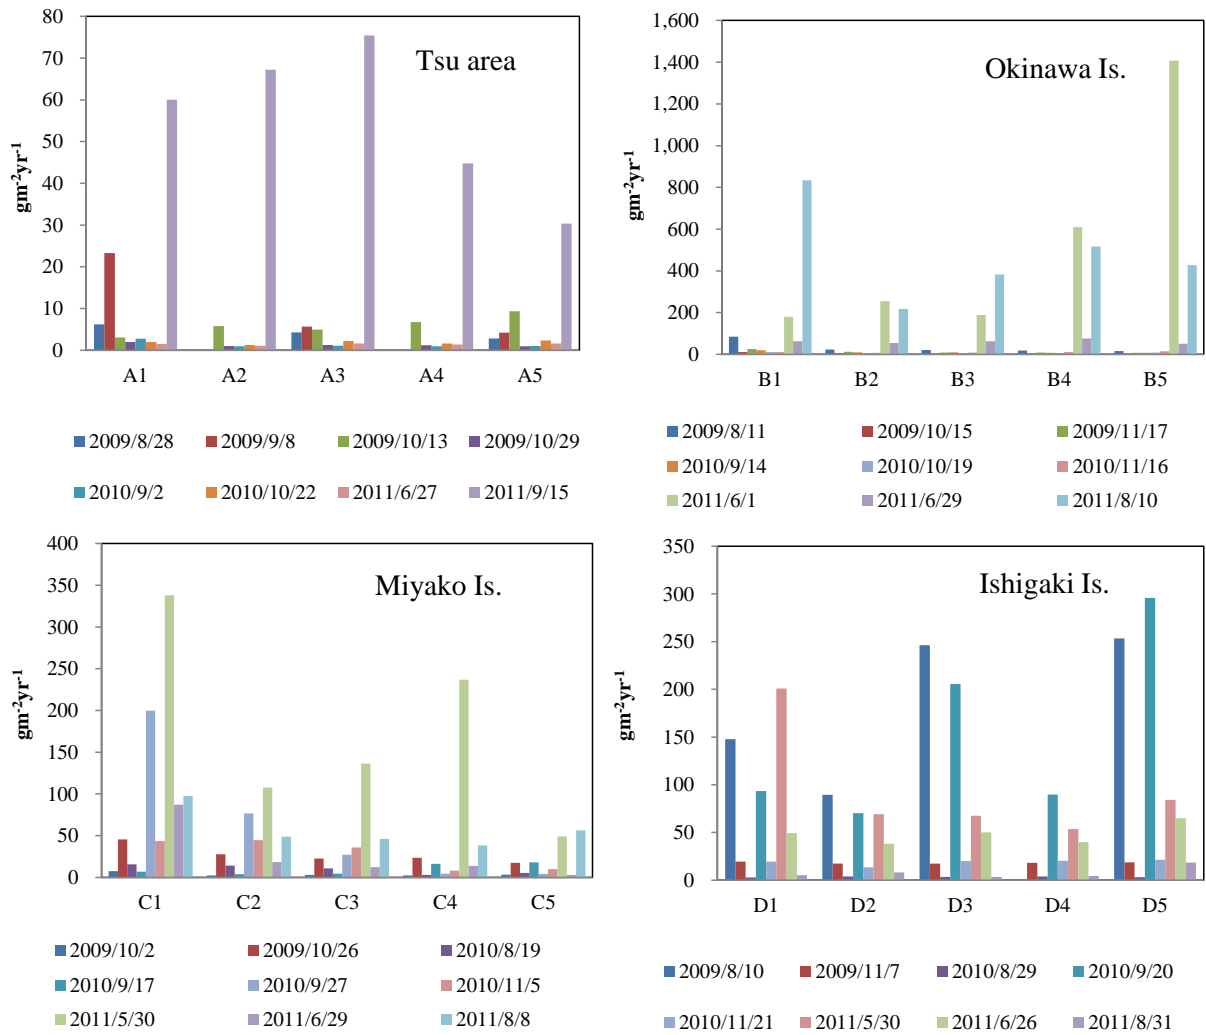 Tsu area
gm-2yr-1
80
70
60
50
40
30
20
10
0
A1 A2 A3 A4 A5
2009/8/28 2009/9/8 2009/10/13 2009/10/29
2010/9/2 2010/10/22 2011/6/27 2011/9/15
Okinawa Is.
gm-2yr-1
1,600
1,400
1,200
1,000
800
600
400
200
0
B1 B2 B3 B4 B5
2009/8/11 2009/10/15 2009/11/17
2010/9/14 2010/10/19 2010/11/16
2011/6/1 2011/6/29 2011/8/10
Miyako Is.
gm-2yr-1
400
350
300
250
200
150
100
50
0
C1 C2 C3 C4 C5
2009/10/2 2009/10/26 2010/8/19
2010/9/17 2010/9/27 2010/11/5
2011/5/30 2011/6/29 2011/8/8
Ishigaki Is.
gm-2yr-1
350
300
250
200
150
100
50
0
D1 D2 D3 D4 D5
2009/8/10 2009/11/7 2010/8/29 2010/9/20
2010/11/21 2011/5/30 2011/6/26 2011/8/31